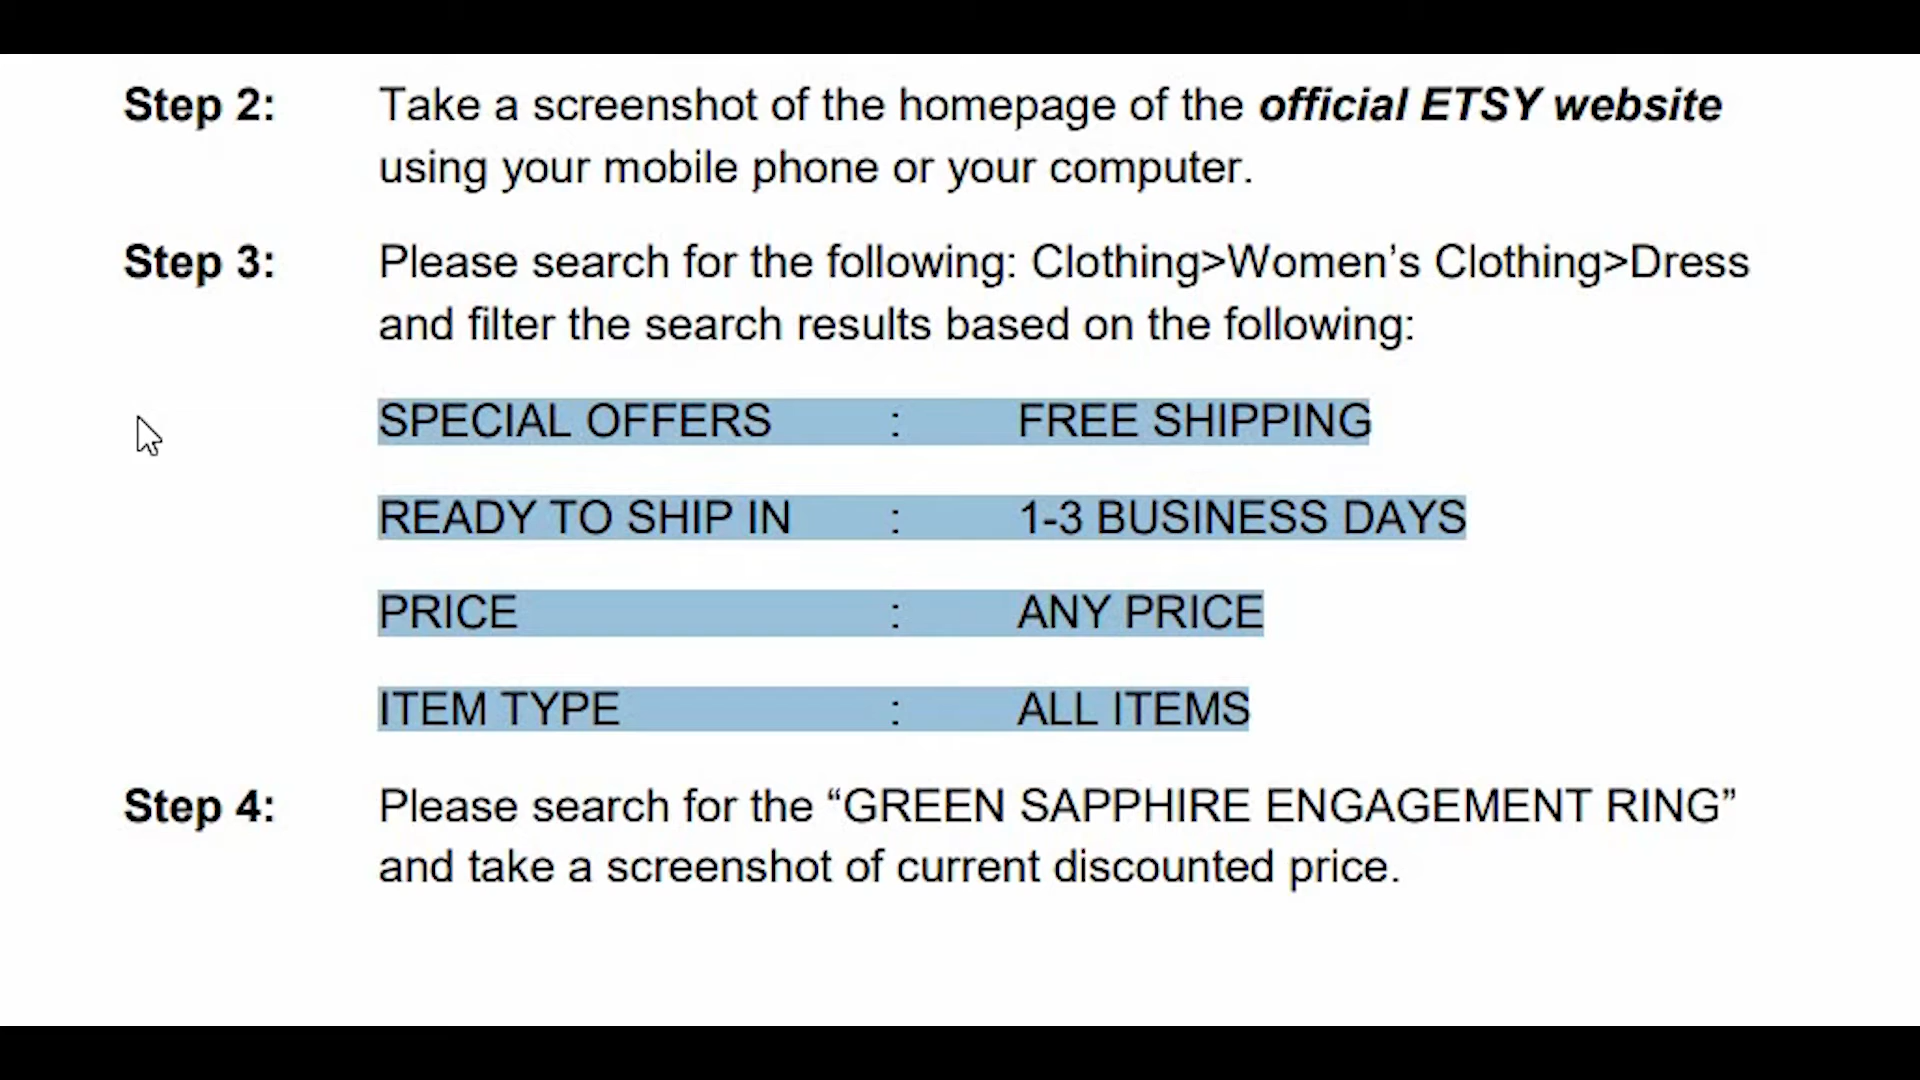 Step 2: Take a screenshot of the homepage of the official ETSY website
using your mobile phone or your computer.
Step 3: Please search for the following: Clothing>Women’s Clothing>Dress
and filter the search results based on the following:
SPECIAL OFFERS : FREE SHIPPING
READY TO SHIP IN : 1-3 BUSINESS DAYS
PRICE : ANY PRICE
ITEM TYPE : ALL ITEMS
Step 4: Please search for the “GREEN SAPPHIRE ENGAGEMENT RING”
and take a screenshot of current discounted price.